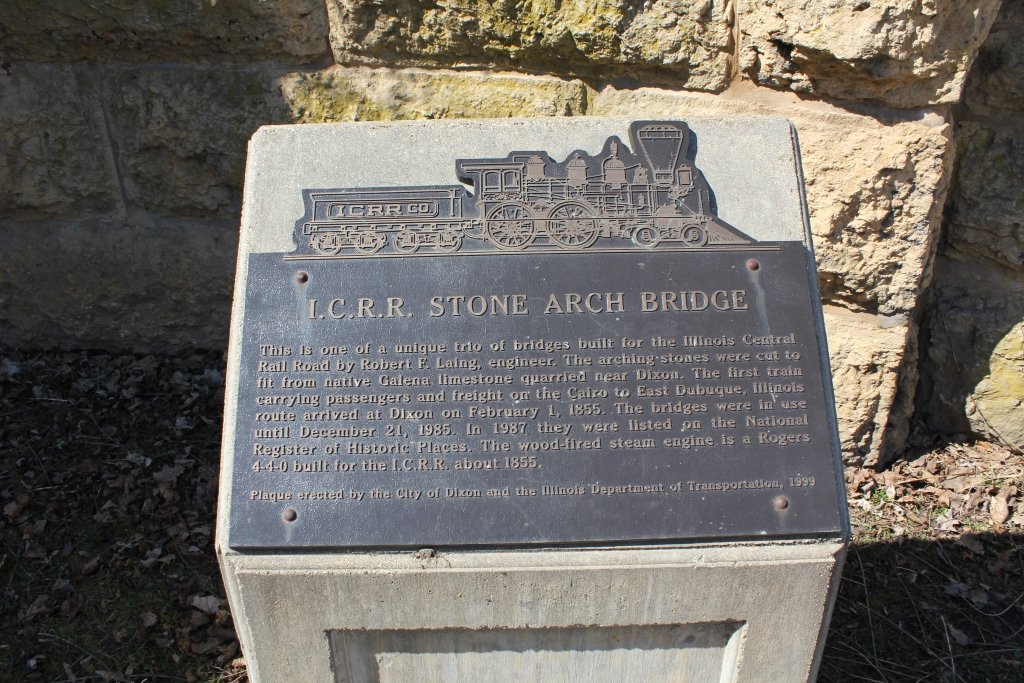 I.C.R.R.CO.
I.C.R.R. STONE ARCH BRIDGE
This is one of a unique trio of bridges built for the Illinois Central
Rail Road by Robert F. Laing, engineer. The arching stones were cut to
fit from native Galena limestone quarried near Dixon. The first train
carrying passengers and freight on the Cairo to East Dubuque, Illinois
route arrived at Dixon on February 1, 1855. The bridges were in use
until December 21, 1985. In 1987 they were listed on the National
Register of Historic Places. The wood-fired steam engine is a Rogers
4-4-0 built for the I.C.R.R. about 1855.
Plaque erected by the City of Dixon and the Illinois Department of Transportation, 1999